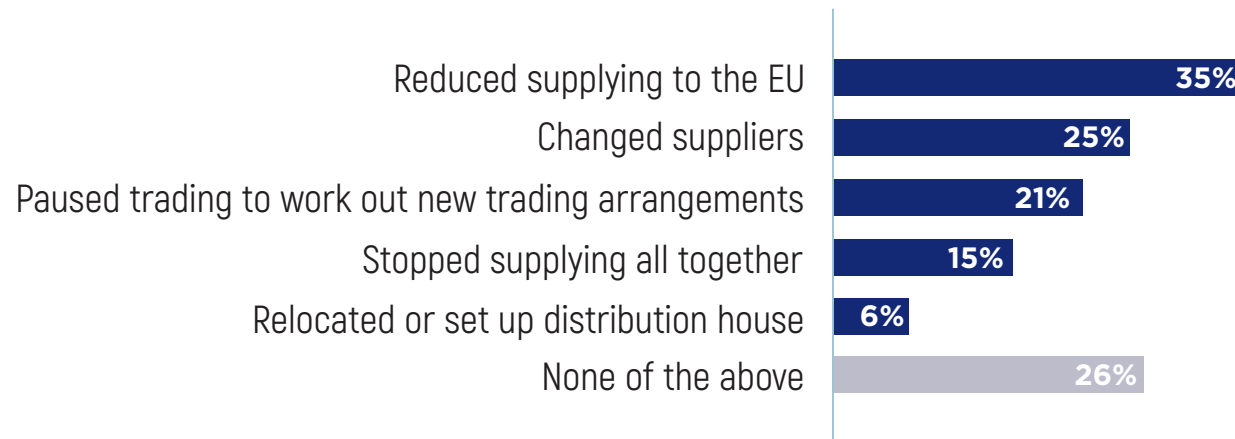 Reduced supplying to the EU 35%
Changed suppliers 25%
Paused trading to work out new trading arrangements 21%
Stopped supplying all together 15%
Relocated or set up distribution house 6%
None of the above 26%